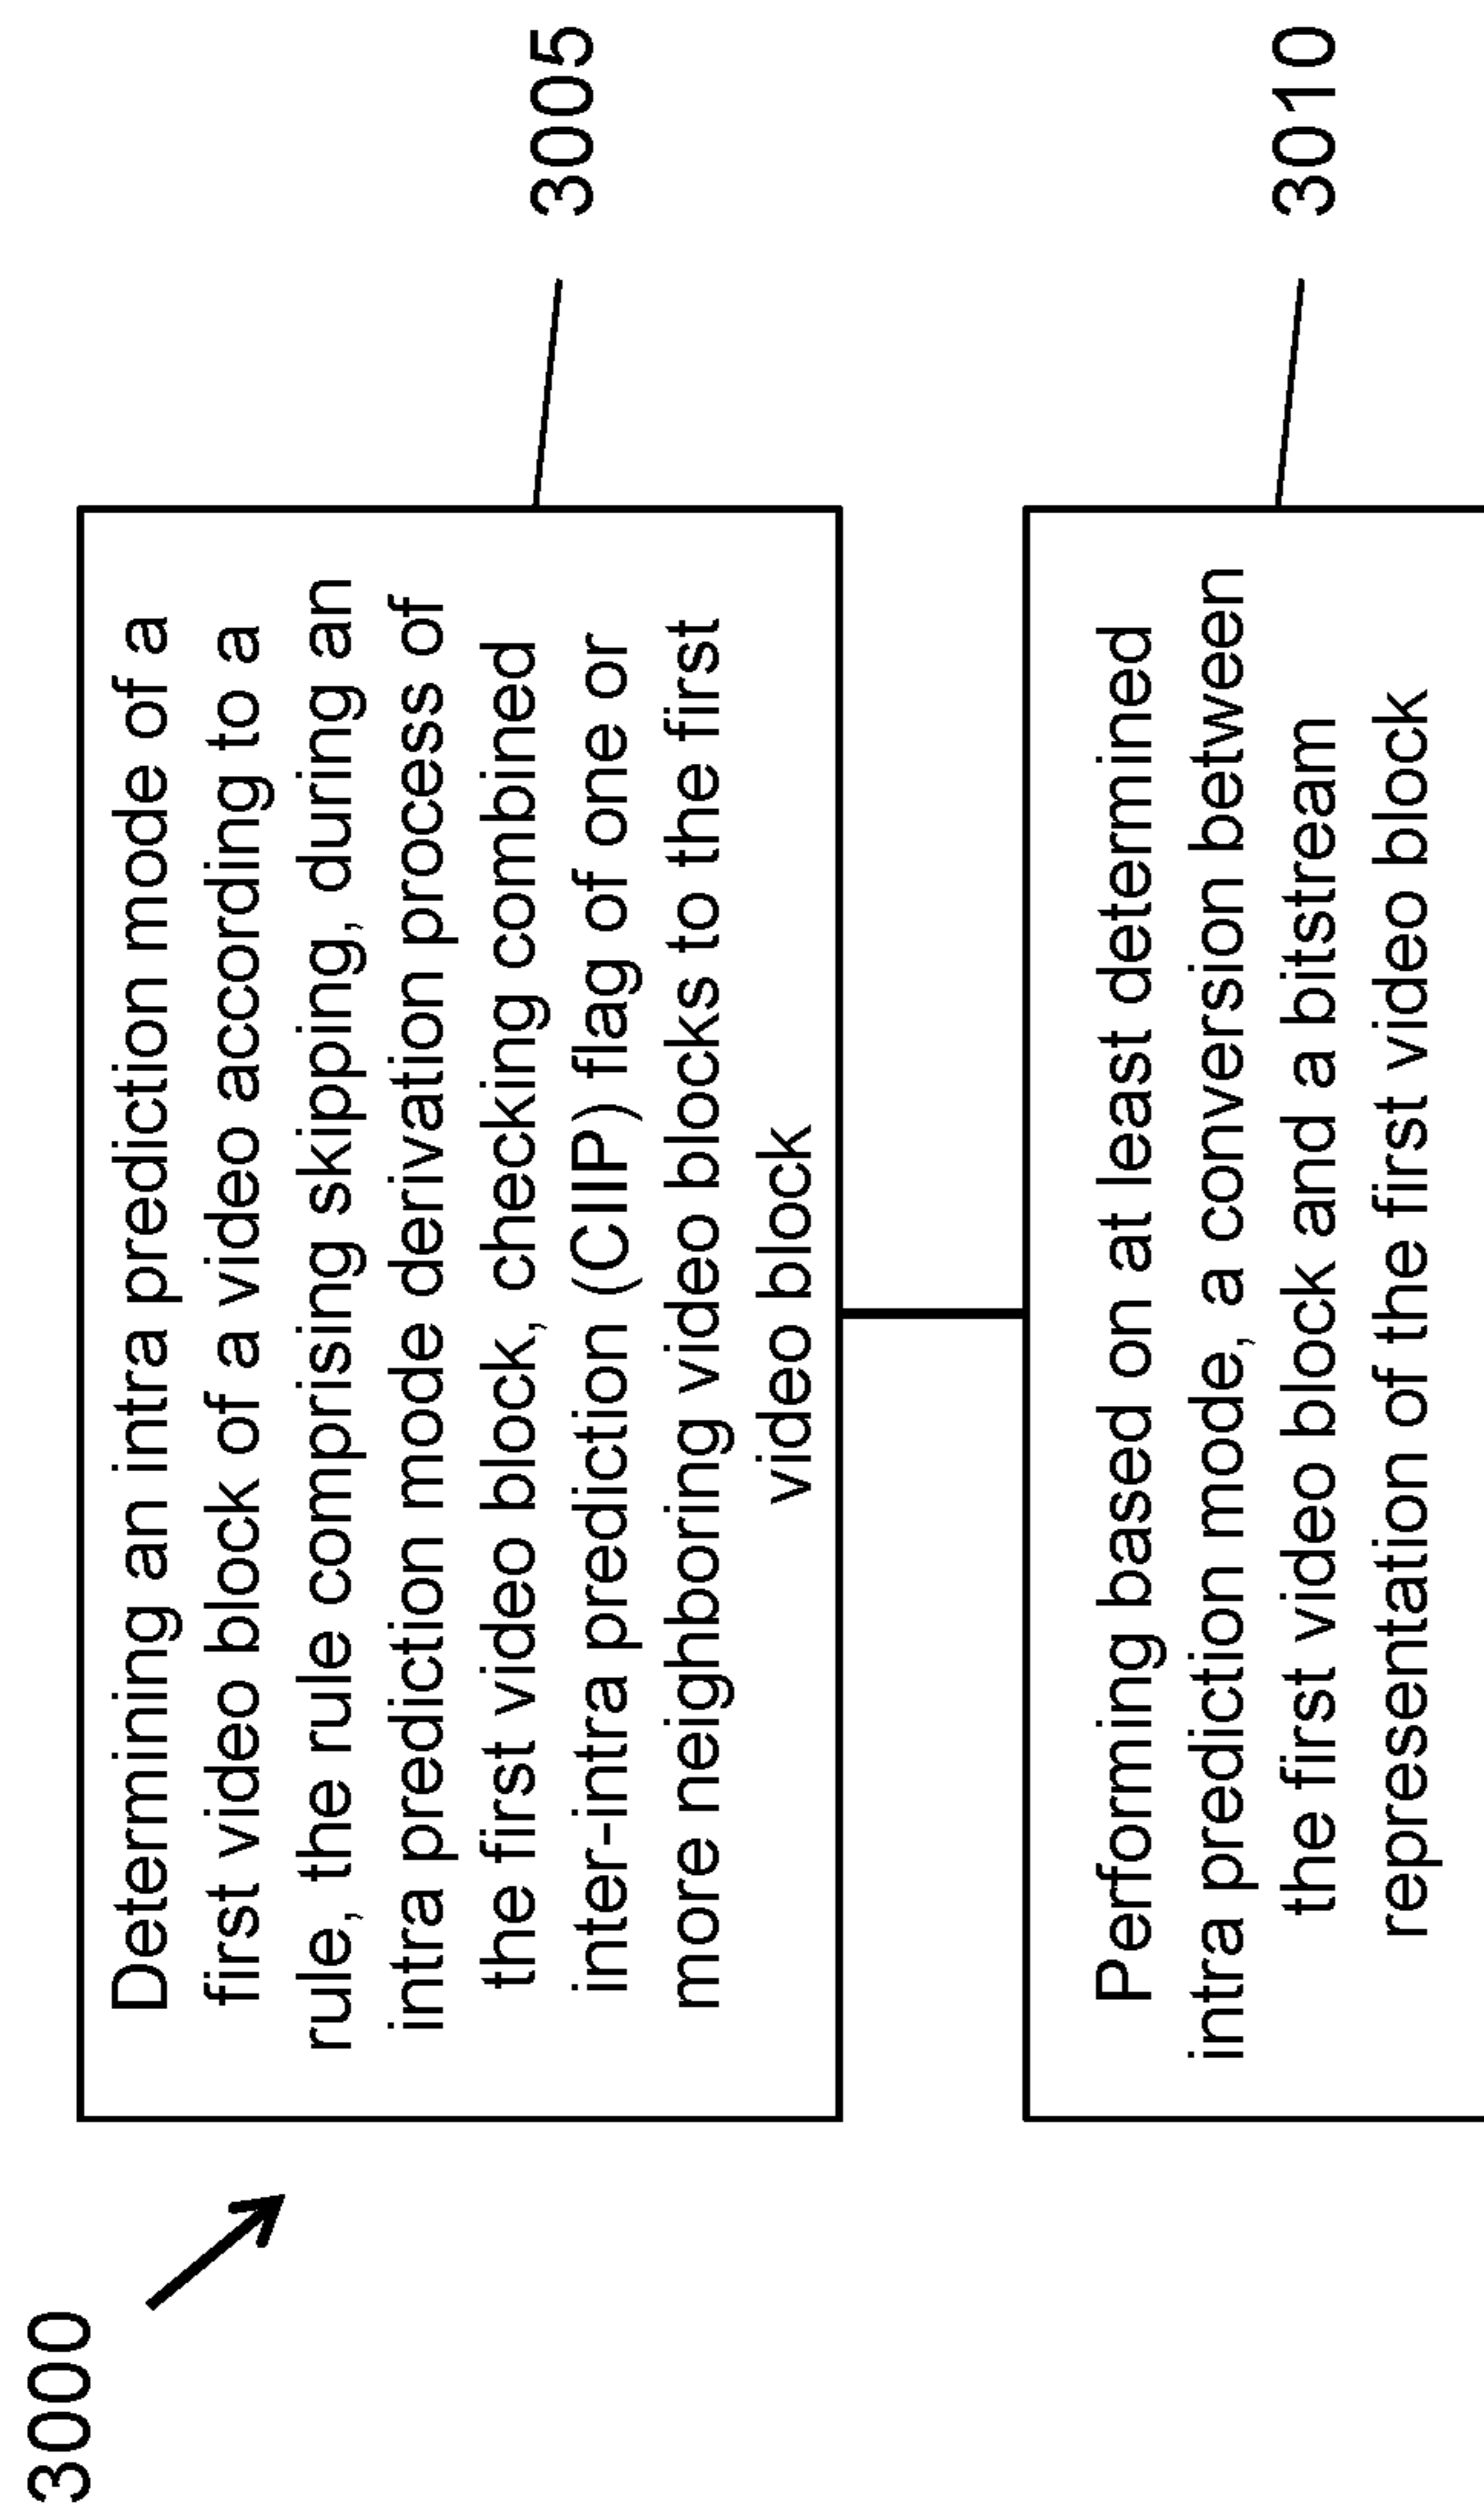 3000
Determining an intra prediction mode of a
first video block of a video according to a
rule, the rule comprising skipping, during an
intra prediction mode derivation process of
the first video block, checking combined
inter-intra prediction (CIIP) flag of one or
more neighboring video blocks to the first
video block
3005
Performing based on at least determined
intra prediction mode, a conversion between
the first video block and a bitstream
representation of the first video block
3010